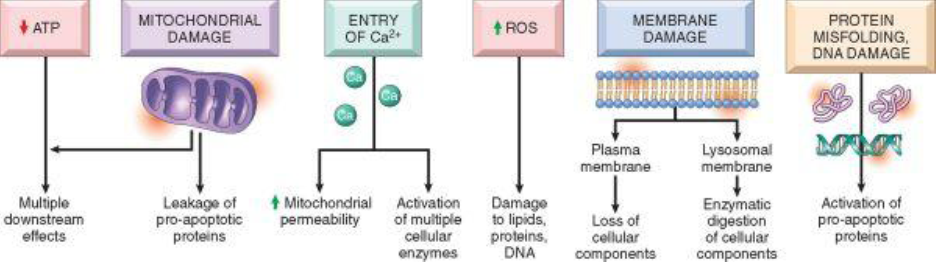 ↓ ATP
MITOCHONDRIAL
DAMAGE
ENTRY
OF Ca²⁺
↑ ROS
MEMBRANE
DAMAGE
PROTEIN
MISFOLDING,
DNA DAMAGE
Ca
Ca
Ca
Plasma
membrane
Lysosomal
membrane
Multiple
downstream
effects
Leakage of
pro-apoptotic
proteins
↑ Mitochondrial
permeability
Activation
of multiple
cellular
enzymes
Damage
to lipids,
proteins,
DNA
Loss of
cellular
components
Enzymatic
digestion
of cellular
components
Activation of
pro-apoptotic
proteins